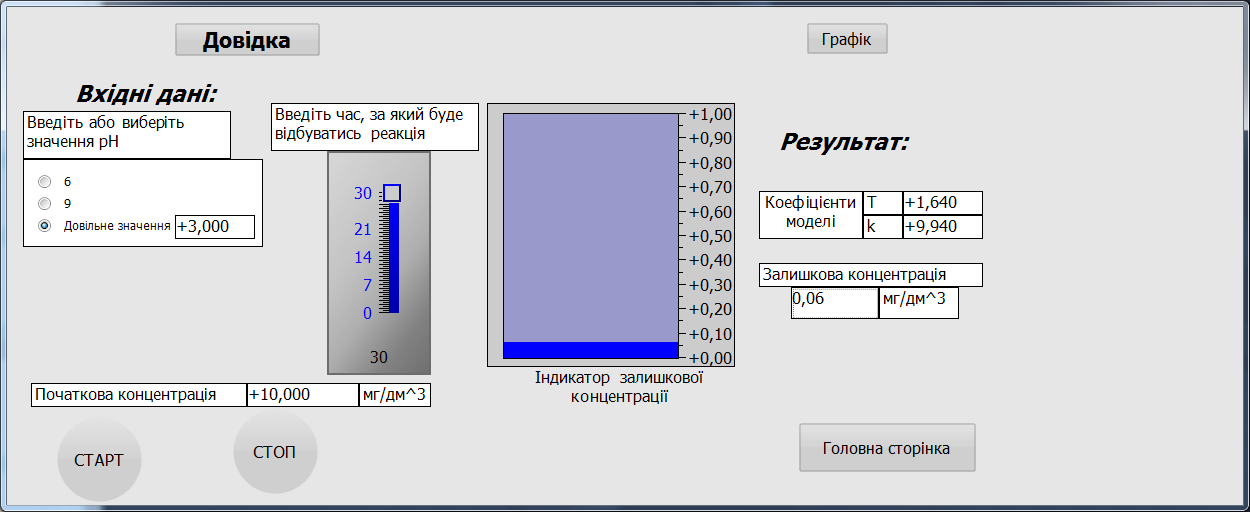 Довідка
Графік
Вхідні дані:
Введіть або виберіть
значення рН
6
9
Довільне значення +3,000
Введіть час, за який буде
відбуватись реакція
30
21
14
7
0
30
+1,00
+0,90
+0,80
+0,70
+0,60
+0,50
+0,40
+0,30
+0,20
+0,10
+0,00
Індикатор залишкової
концентрації
Початкова концентрація +10,000 мг/дм^3
СТАРТ
СТОП
Результат:
Коефіцієнти
моделі
T +1,640
k +9,940
Залишкова концентрація
0,06 мг/дм^3
Головна сторінка